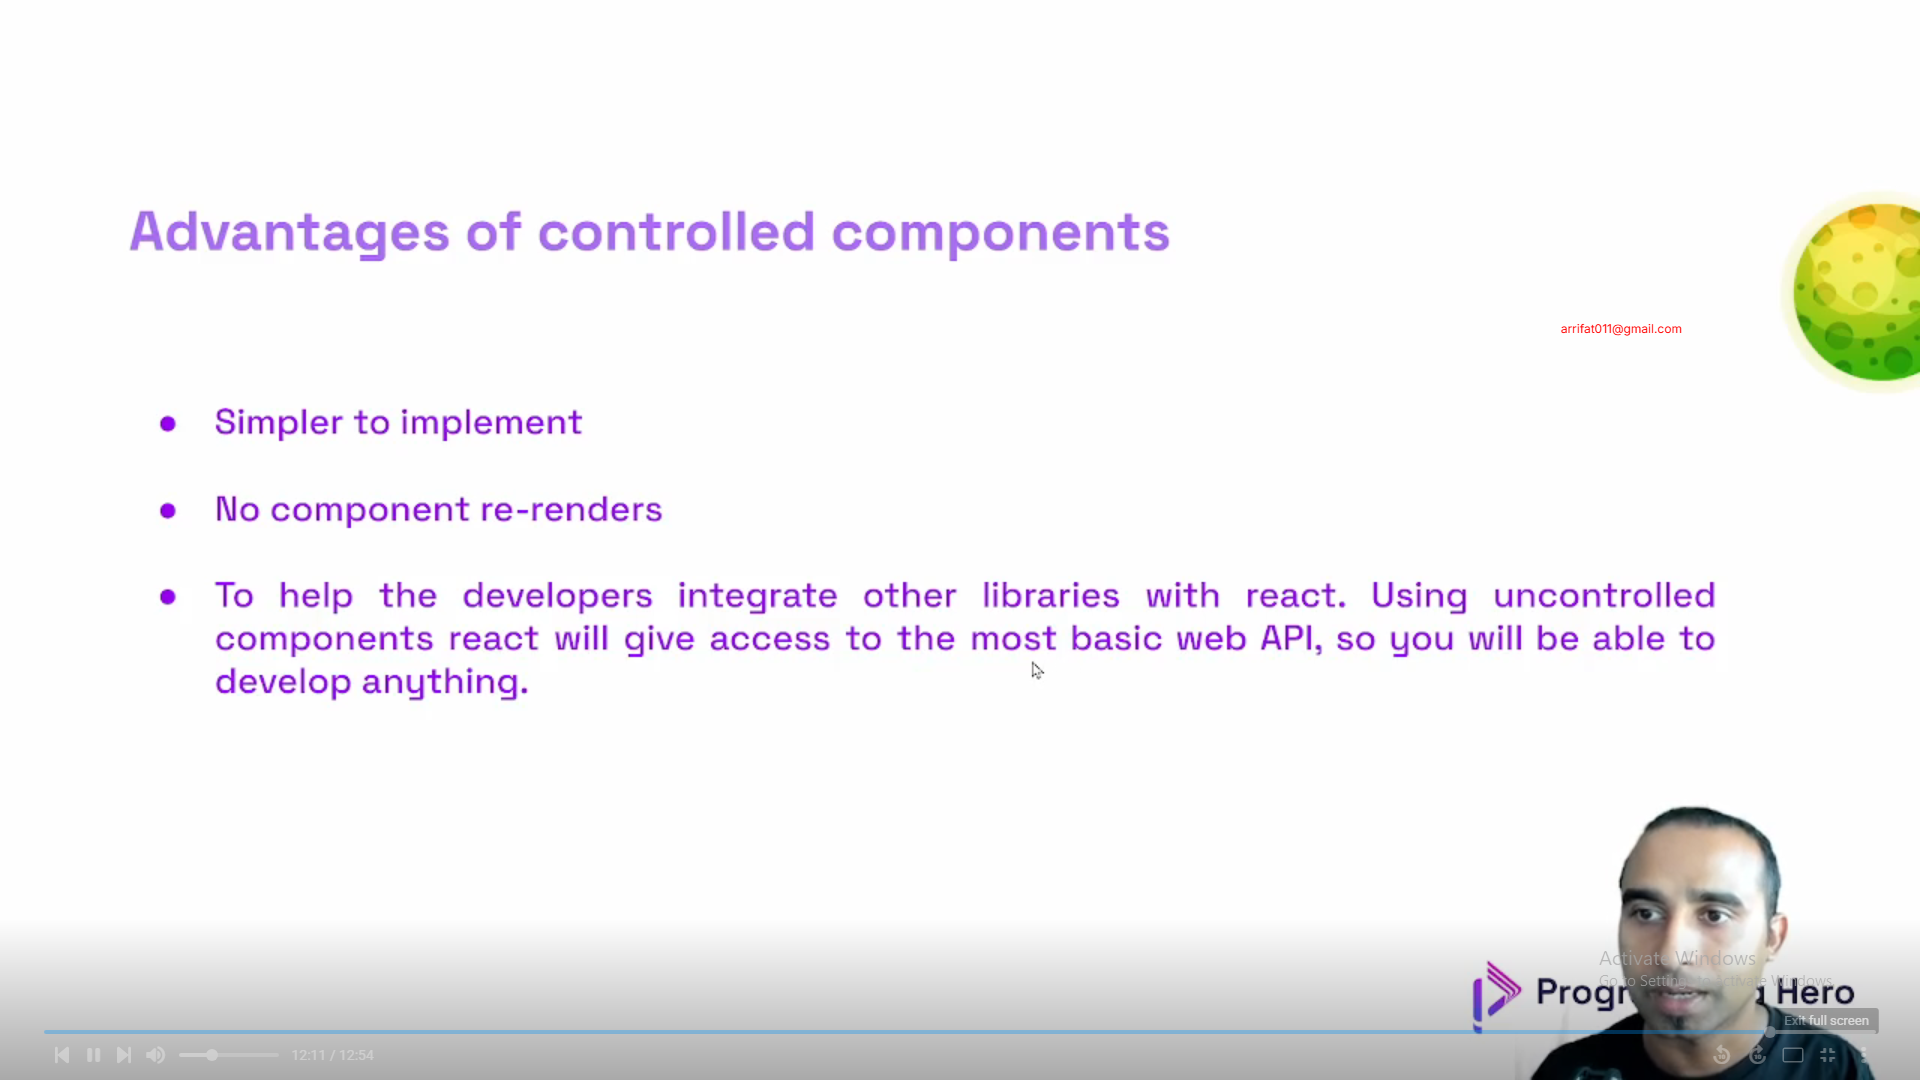 Advantages of controlled components
arrifat011@gmail.com
● Simpler to implement
● No component re-renders
● To help the developers integrate other libraries with react. Using uncontrolled
components react will give access to the most basic web API, so you will be able to
develop anything.
Activate Windows
Go to Settings to Activate Windows.
Hero
Exit full screen
12:11 / 12:54